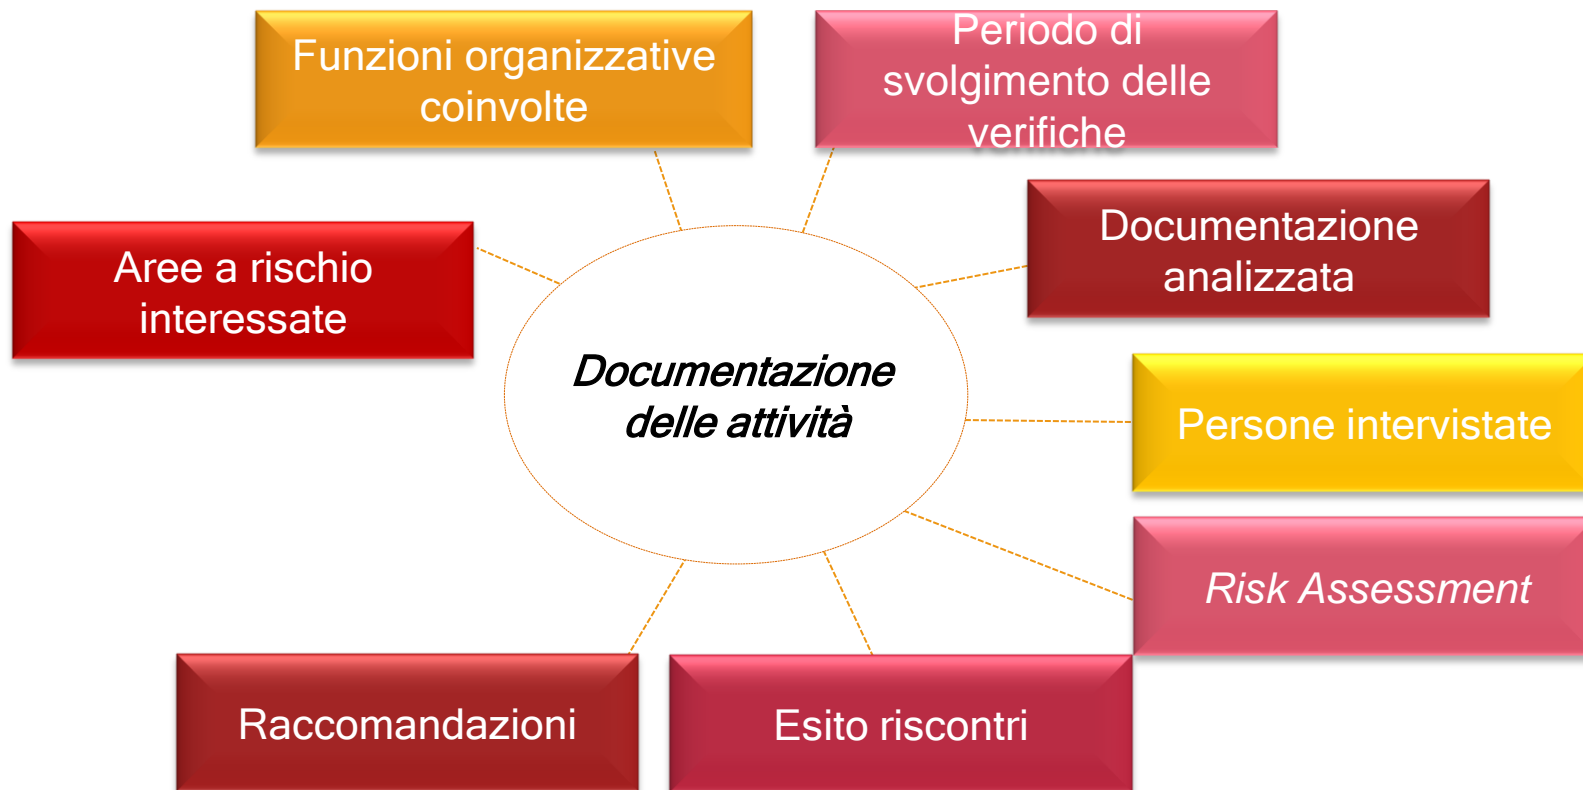 Funzioni organizzative
coinvolte
Periodo di
svolgimento delle
verifiche
Documentazione
analizzata
Aree a rischio
interessate
Documentazione
delle attività
Persone intervistate
Risk Assessment
Raccomandazioni
Esito riscontri